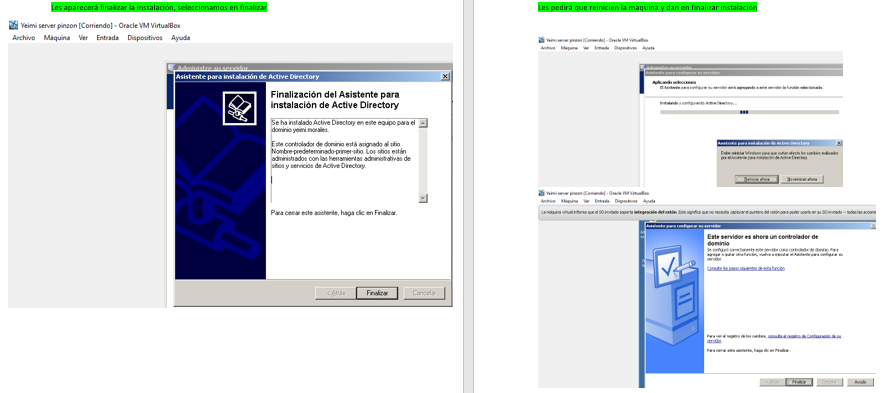 Les aparecerá finalizar la instalación, seleccionamos en finalizar
Yeimi server pinzon [Corriendo] - Oracle VM VirtualBox
Archivo Máquina Ver Entrada Dispositivos Ayuda
Administre su servidor
Asistente para instalación de Active Directory
Finalización del Asistente para
instalación de Active Directory
Se ha instalado Active Directory en este equipo para el
dominio yeimi.morales.
Este controlador de dominio está asignado al sitio
Nombre-predeterminado-primer-sitio. Los sitios están
administrados con las herramientas administrativas de
sitios y servicios de Active Directory.
Para cerrar este asistente, haga clic en Finalizar.
< Atrás Finalizar Cancelar
Les pedirá que reinicien la maquina y dan en finalizar instalación
Yeimi server pinzon [Corriendo] - Oracle VM VirtualBox
Archivo Máquina Ver Entrada Dispositivos Ayuda
Administre su servidor
Asistente para configurar su servidor
Aplicando selecciones
El Asistente para configurar su servidor está agregando a este servidor la función seleccionada.
Instalando y configurando Active Directory...
Asistente para instalación de Active Directory
Debe reiniciar Windows para que surtan efecto los cambios realizados
por el Asistente para instalación de Active Directory.
Reiniciar ahora No reiniciar ahora
Yeimi server pinzon [Corriendo] - Oracle VM VirtualBox
Archivo Máquina Ver Entrada Dispositivos Ayuda
La máquina virtual informa que el SO invitado soporta integración del ratón. Esto significa que no necesita capturar el puntero del ratón para poder usarlo en su SO invitado -- todas las acciones
Asistente para configurar su servidor
Este servidor es ahora un controlador de
dominio
Se configuró correctamente este servidor como controlador de dominio. Para
agregar o quitar otra función, vuelva a ejecutar el Asistente para configurar su
servidor.
Consulte los pasos siguientes de esta función
Para ver el registro de los cambios, consulte el registro de Configuración de su
servidor.
Para cerrar este asistente, haga clic en Finalizar.
< Atrás Finalizar Cancelar Ayuda